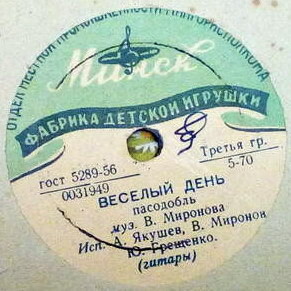 ОТДЕЛ МЕСТНОЙ ПРОМЫШЛЕННОСТИ МИНГОРИСПОЛКОМА
Минск
ФАБРИКА ДЕТСКОЙ ИГРУШКИ
гост 5289-56
0031949
Третья гр.
5-70
ВЕСЕЛЫЙ ДЕНЬ
пасодобль
муз. В. Миронова
Исп. А. Якушев, В. Миронов
Ю. Грещенко.
(гитары)